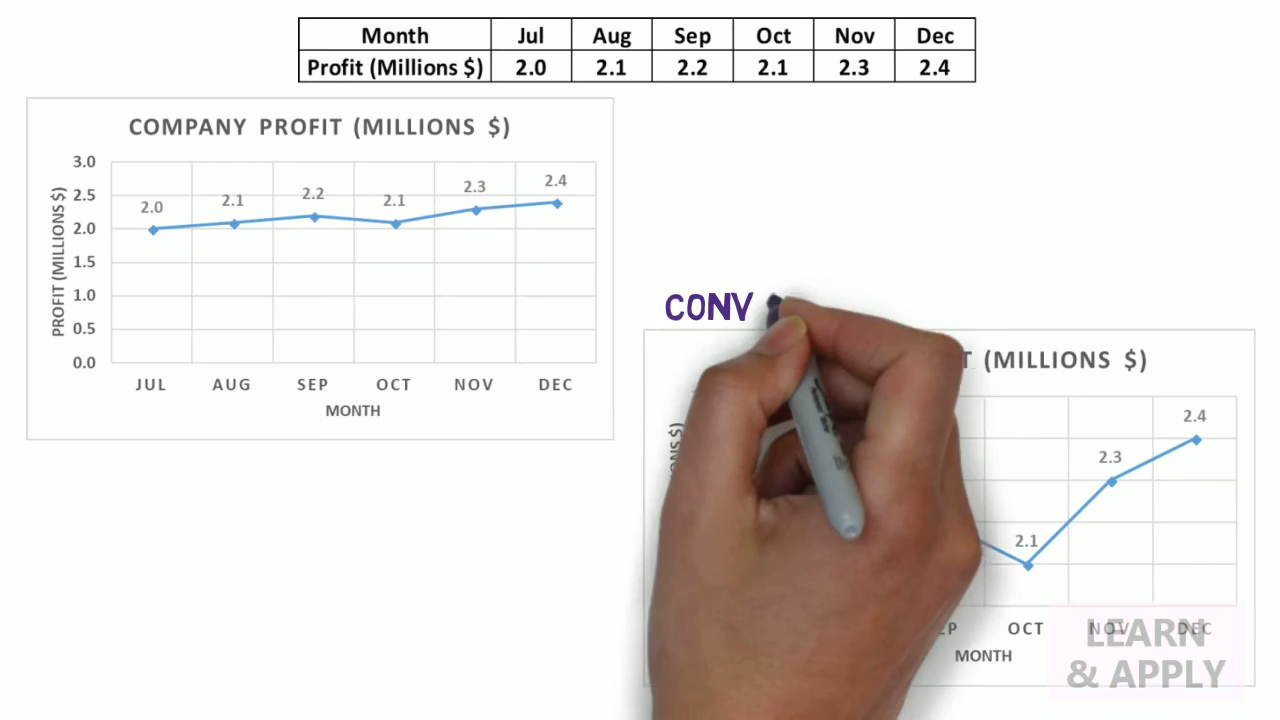 Month Jul Aug Sep Oct Nov Dec
Profit (Millions $) 2.0 2.1 2.2 2.1 2.3 2.4
COMPANY PROFIT (MILLIONS $)
PROFIT (MILLIONS $)
3.0
2.5
2.0
1.5
1.0
0.5
0.0
2.0 2.1 2.2 2.1 2.3 2.4
JUL AUG SEP OCT NOV DEC
MONTH
CONV
(MILLIONS $)
2.4
2.3
2.1
OCT NOV DEC
MONTH
LEARN
& APPLY